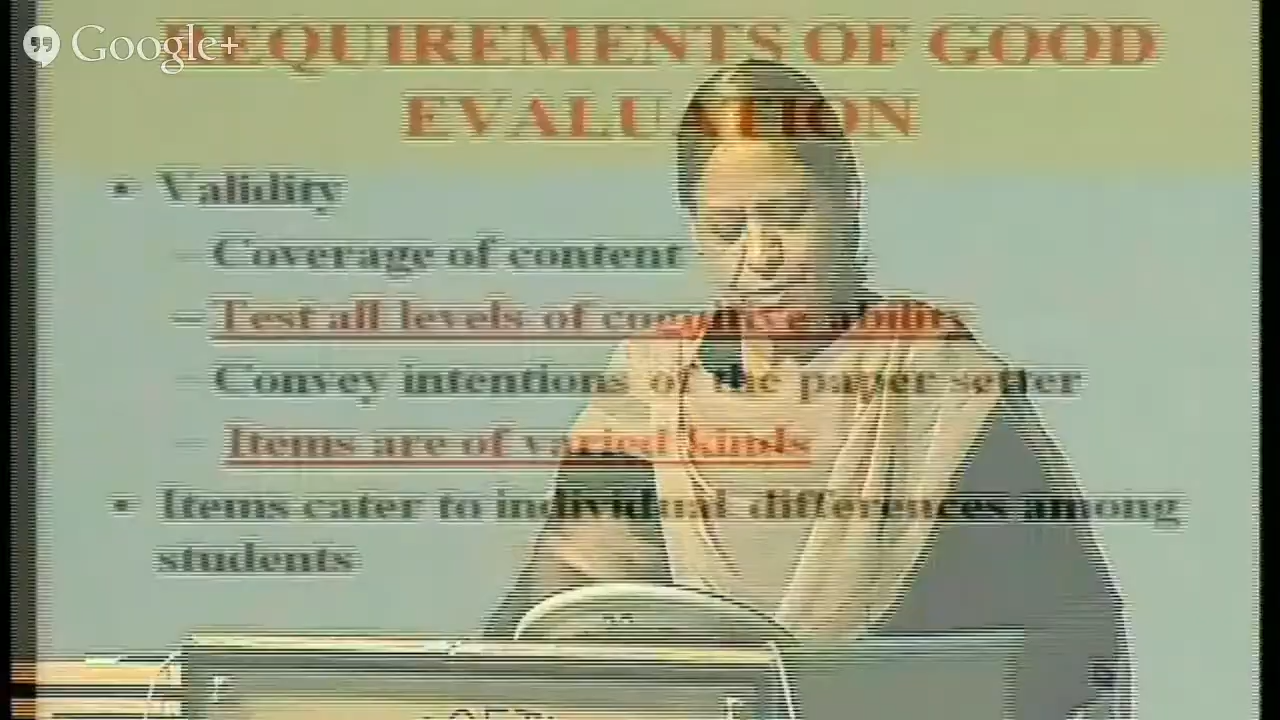 Google+
REQUIREMENTS OF GOOD
EVALUATION
• Validity
– Coverage of content
– Test all levels of cognitive ability
– Convey intentions of the paper setter
– Items are of varied kinds
• Items cater to individual differences among
students